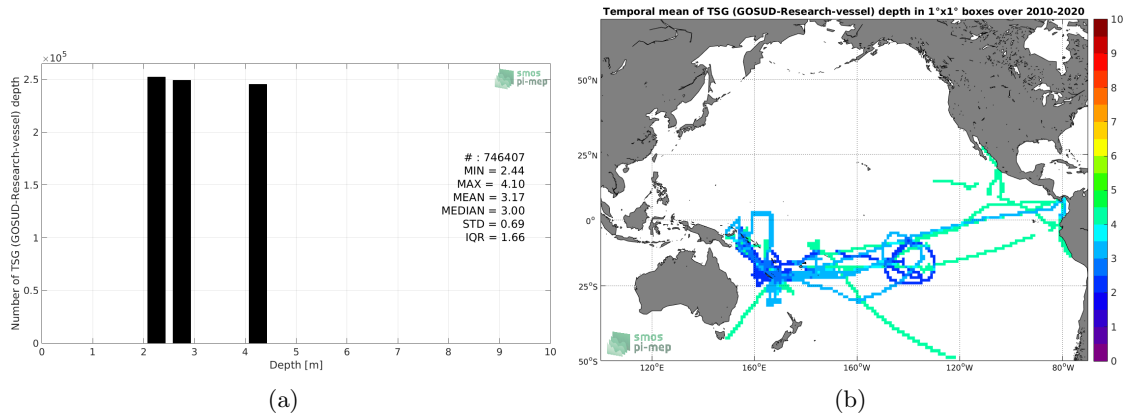 ×10⁵
2.5
2
1.5
1
0.5
0
0 1 2 3 4 5 6 7 8 9 10
Number of TSG (GOSUD-Research-vessel) depth
Depth [m]
smos
pi-mep
# : 746407
MIN = 2.44
MAX = 4.10
MEAN = 3.17
MEDIAN = 3.00
STD = 0.69
IQR = 1.66
(a)
Temporal mean of TSG (GOSUD-Research-vessel) depth in 1°x1° boxes over 2010-2020
50°N
25°N
0°
25°S
50°S
120°E 160°E 160°W 120°W 80°W
smos
pi-mep
10
9
8
7
6
5
4
3
2
1
0
(b)